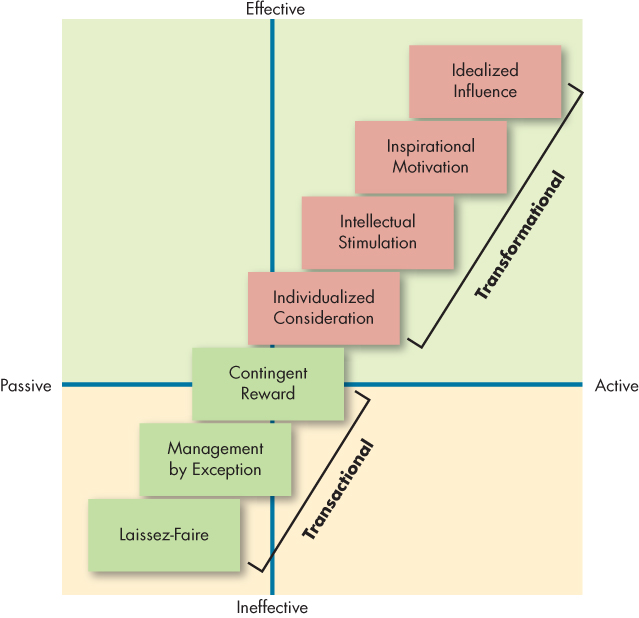 Effective
Idealized
Influence
Inspirational
Motivation
Intellectual
Stimulation
Transformational
Individualized
Consideration
Contingent
Reward
Passive
Active
Management
by Exception
Transactional
Laissez-Faire
Ineffective